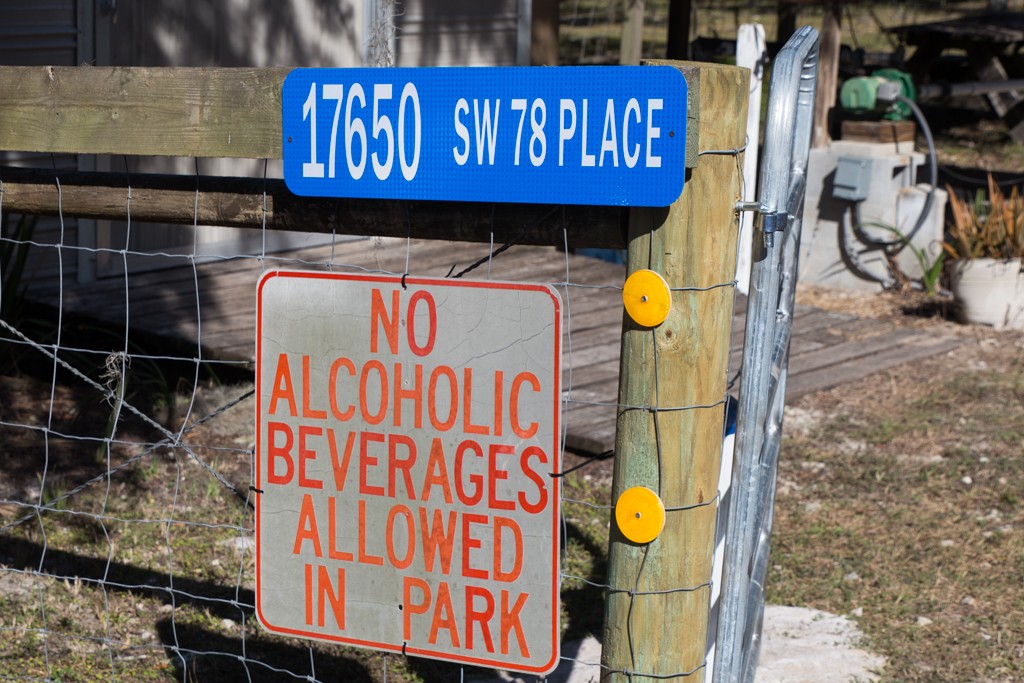 17650 SW 78 PLACE
NO
ALCOHOLIC
BEVERAGES
ALLOWED
IN PARK